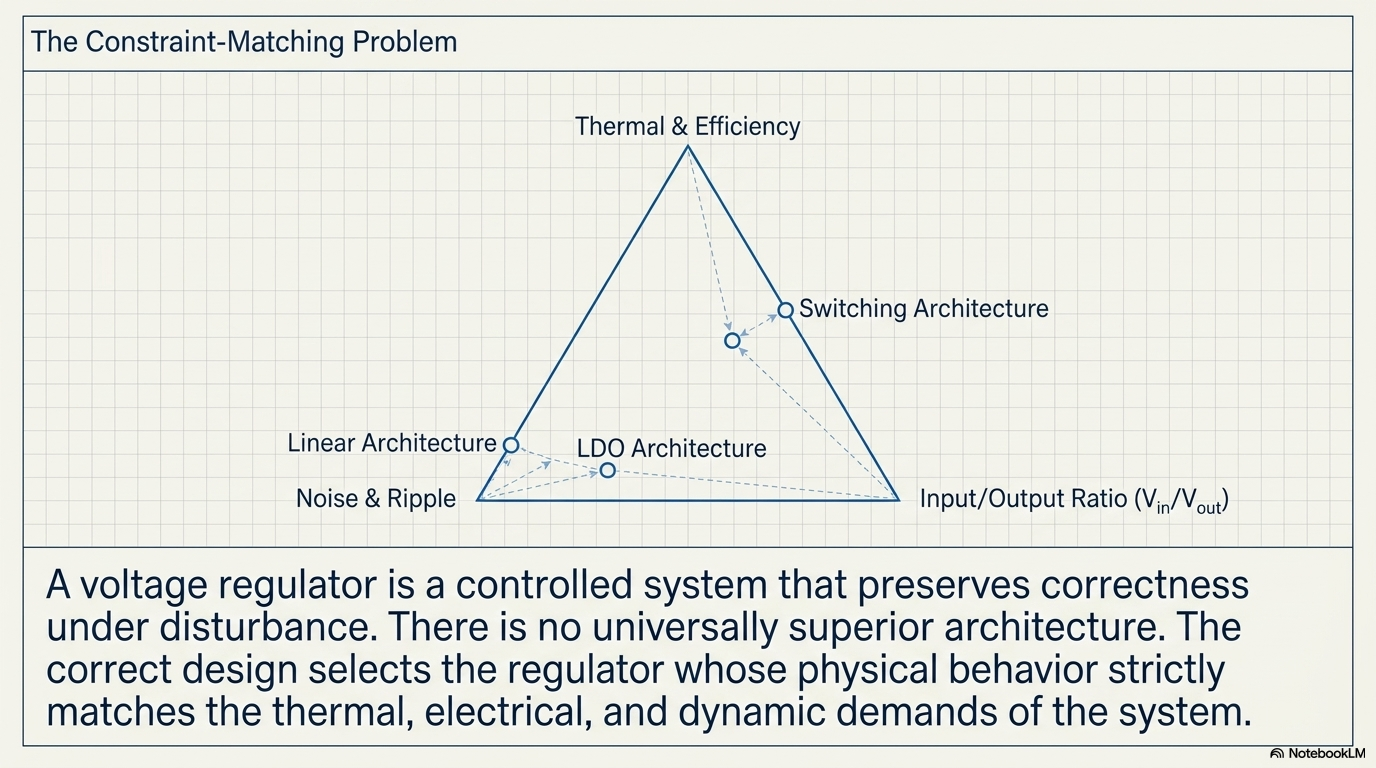 The Constraint-Matching Problem
Thermal & Efficiency
Switching Architecture
Linear Architecture
LDO Architecture
Noise & Ripple
Input/Output Ratio (Vin/Vout)
A voltage regulator is a controlled system that preserves correctness
under disturbance. There is no universally superior architecture. The
correct design selects the regulator whose physical behavior strictly
matches the thermal, electrical, and dynamic demands of the system.
NotebookLM